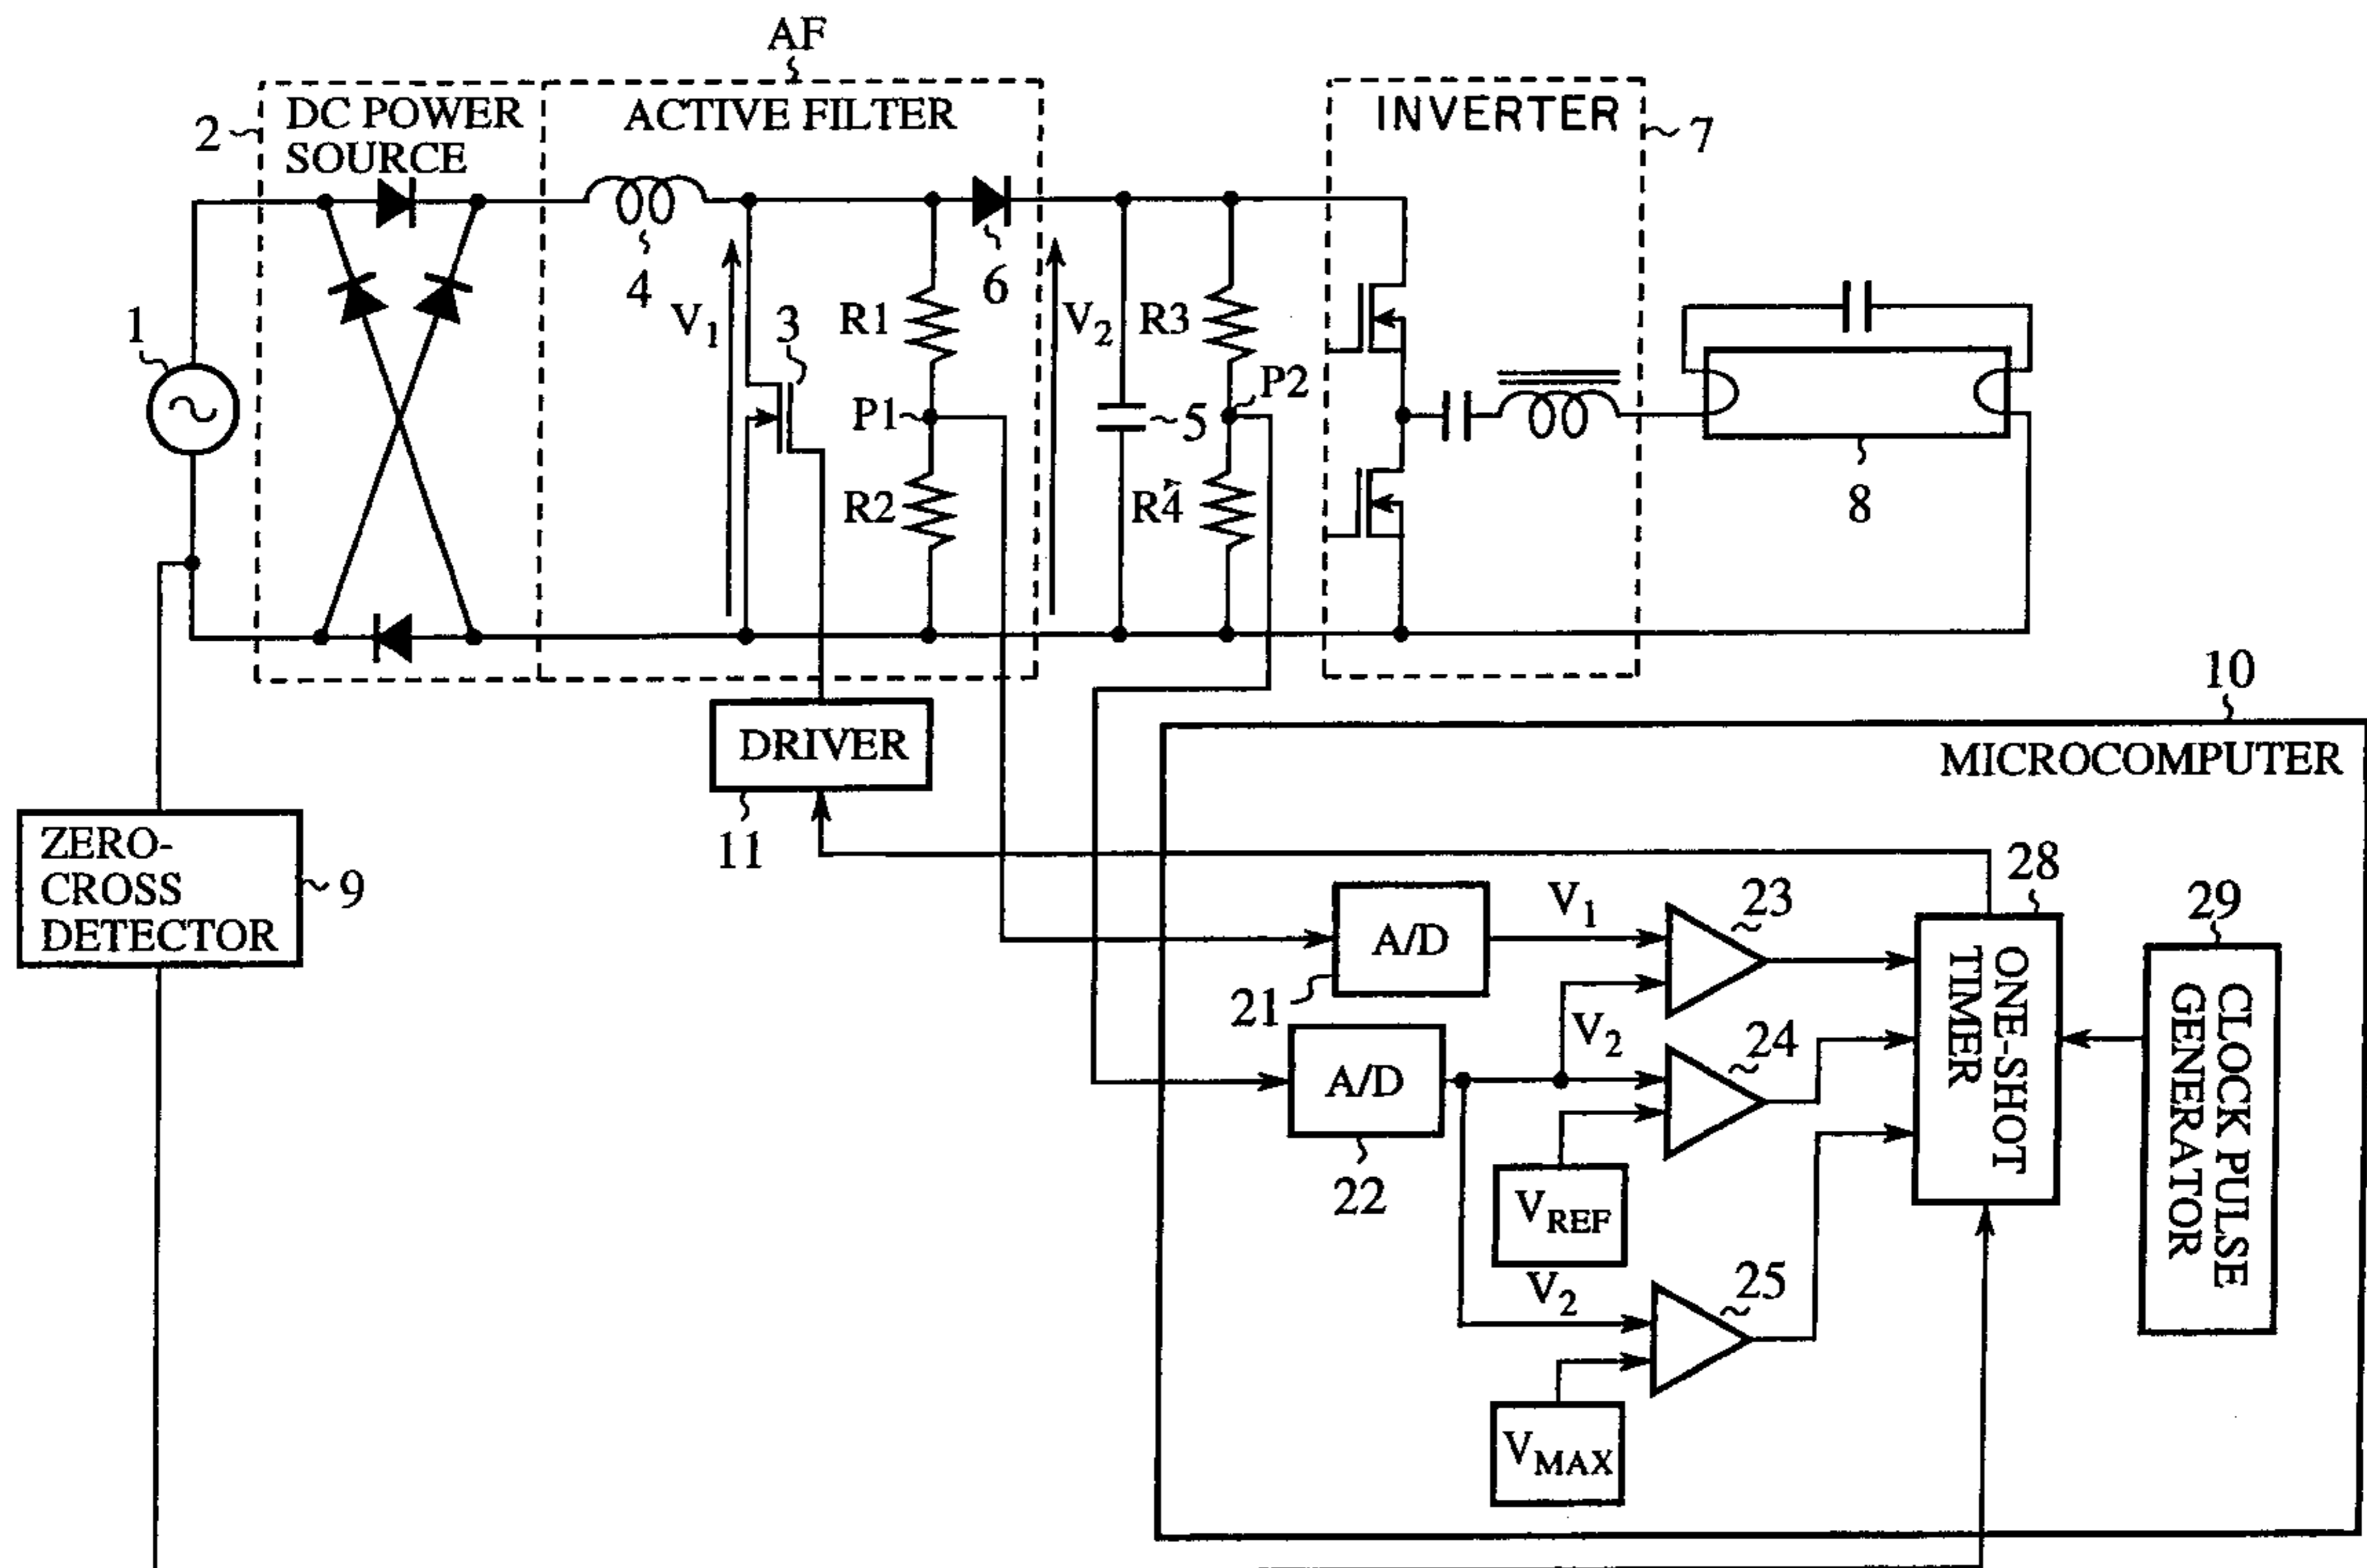 AF
2
DC POWER
SOURCE
ACTIVE FILTER
INVERTER
7
1
4
6
V1
3
R1
V2
R3
P1
5
P2
R2
R4
8
10
DRIVER
MICROCOMPUTER
11
ZERO-
CROSS
DETECTOR
9
28
A/D
V1
23
29
21
ONE-SHOT
TIMER
CLOCK PULSE
GENERATOR
V2
24
A/D
22
VREF
V2
25
VMAX